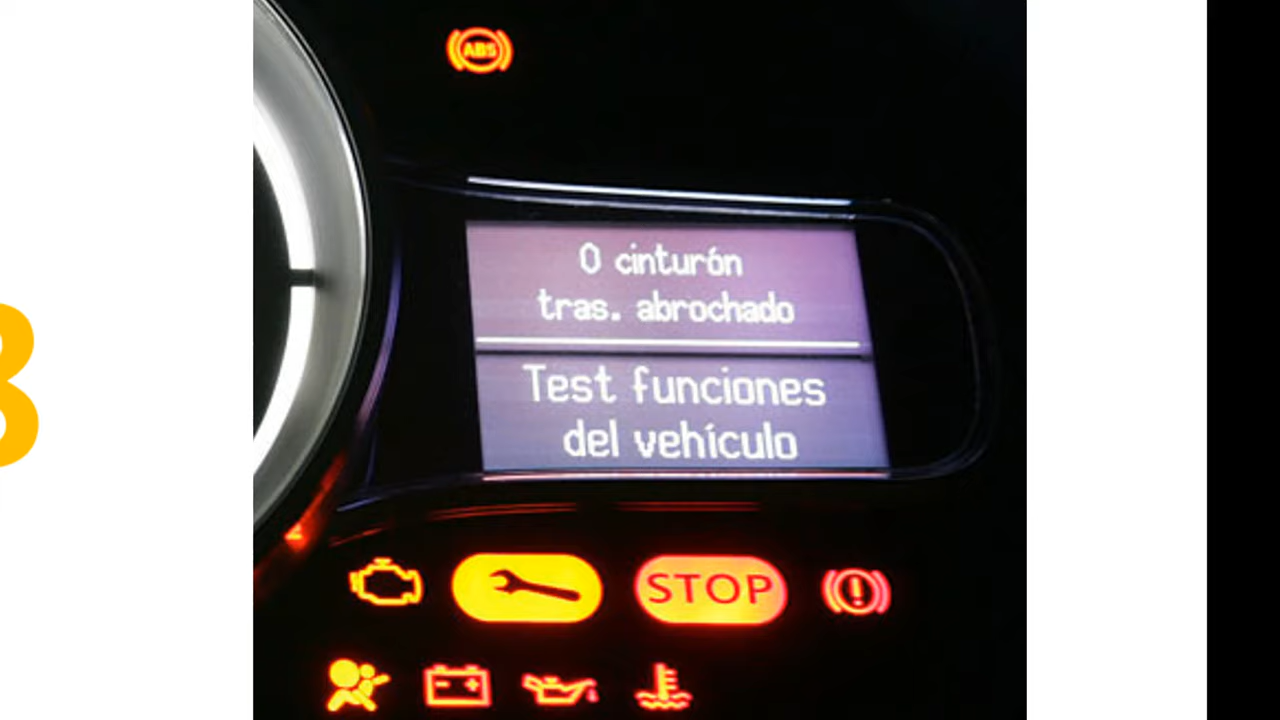 ABS
0 cinturón
tras. abrochado
Test funciones
del vehículo
STOP